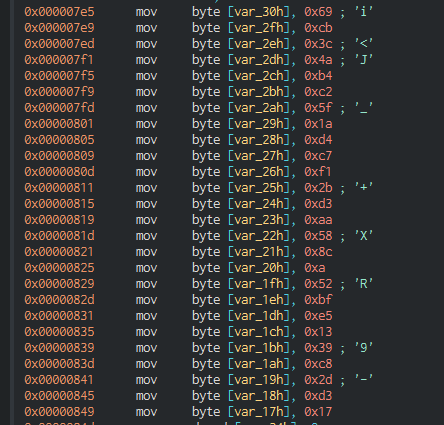 0x000007e5 mov byte [var_30h], 0x69 ; 'i'
0x000007e9 mov byte [var_2fh], 0xcb
0x000007ed mov byte [var_2eh], 0x3c ; '<'
0x000007f1 mov byte [var_2dh], 0x4a ; 'J'
0x000007f5 mov byte [var_2ch], 0xb4
0x000007f9 mov byte [var_2bh], 0xc2
0x000007fd mov byte [var_2ah], 0x5f ; '_'
0x00000801 mov byte [var_29h], 0x1a
0x00000805 mov byte [var_28h], 0xd4
0x00000809 mov byte [var_27h], 0xc7
0x0000080d mov byte [var_26h], 0xf1
0x00000811 mov byte [var_25h], 0x2b ; '+'
0x00000815 mov byte [var_24h], 0xd3
0x00000819 mov byte [var_23h], 0xaa
0x0000081d mov byte [var_22h], 0x58 ; 'X'
0x00000821 mov byte [var_21h], 0x8c
0x00000825 mov byte [var_20h], 0xa
0x00000829 mov byte [var_1fh], 0x52 ; 'R'
0x0000082d mov byte [var_1eh], 0xbf
0x00000831 mov byte [var_1dh], 0xe5
0x00000835 mov byte [var_1ch], 0x13
0x00000839 mov byte [var_1bh], 0x39 ; '9'
0x0000083d mov byte [var_1ah], 0xc8
0x00000841 mov byte [var_19h], 0x2d ; '-'
0x00000845 mov byte [var_18h], 0xd3
0x00000849 mov byte [var_17h], 0x17